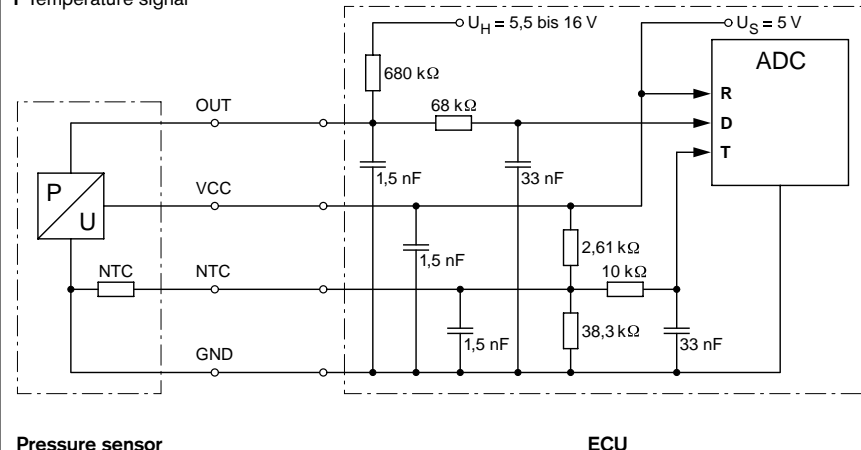 T Temperature signal
U_H = 5,5 bis 16 V
U_S = 5 V
ADC
680 kΩ
R
OUT
68 kΩ
D
T
1,5 nF
33 nF
P
U
VCC
2,61 kΩ
1,5 nF
NTC
NTC
10 kΩ
38,3 kΩ
1,5 nF
33 nF
GND
Pressure sensor
ECU